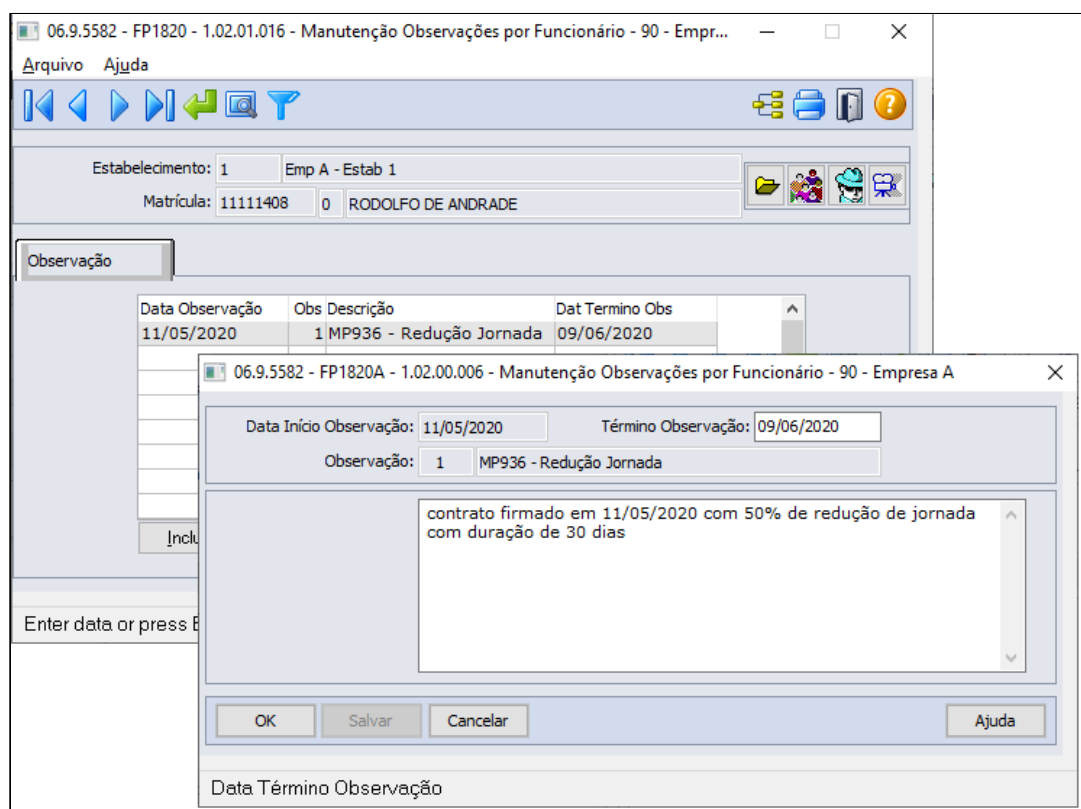 06.9.5582 - FP1820 - 1.02.01.016 - Manutenção Observações por Funcionário - 90 - Empr...
Arquivo Ajuda
Estabelecimento: 1 Emp A - Estab 1
Matrícula: 11111408 0 RODOLFO DE ANDRADE
Observação
Data Observação Obs Descrição Dat Termino Obs
11/05/2020 1 MP936 - Redução Jornada 09/06/2020
Inclu
Enter data or press E
06.9.5582 - FP1820A - 1.02.00.006 - Manutenção Observações por Funcionário - 90 - Empresa A
Data Início Observação: 11/05/2020 Término Observação: 09/06/2020
Observação: 1 MP936 - Redução Jornada
contrato firmado em 11/05/2020 com 50% de redução de jornada
com duração de 30 dias
OK Salvar Cancelar Ajuda
Data Término Observação